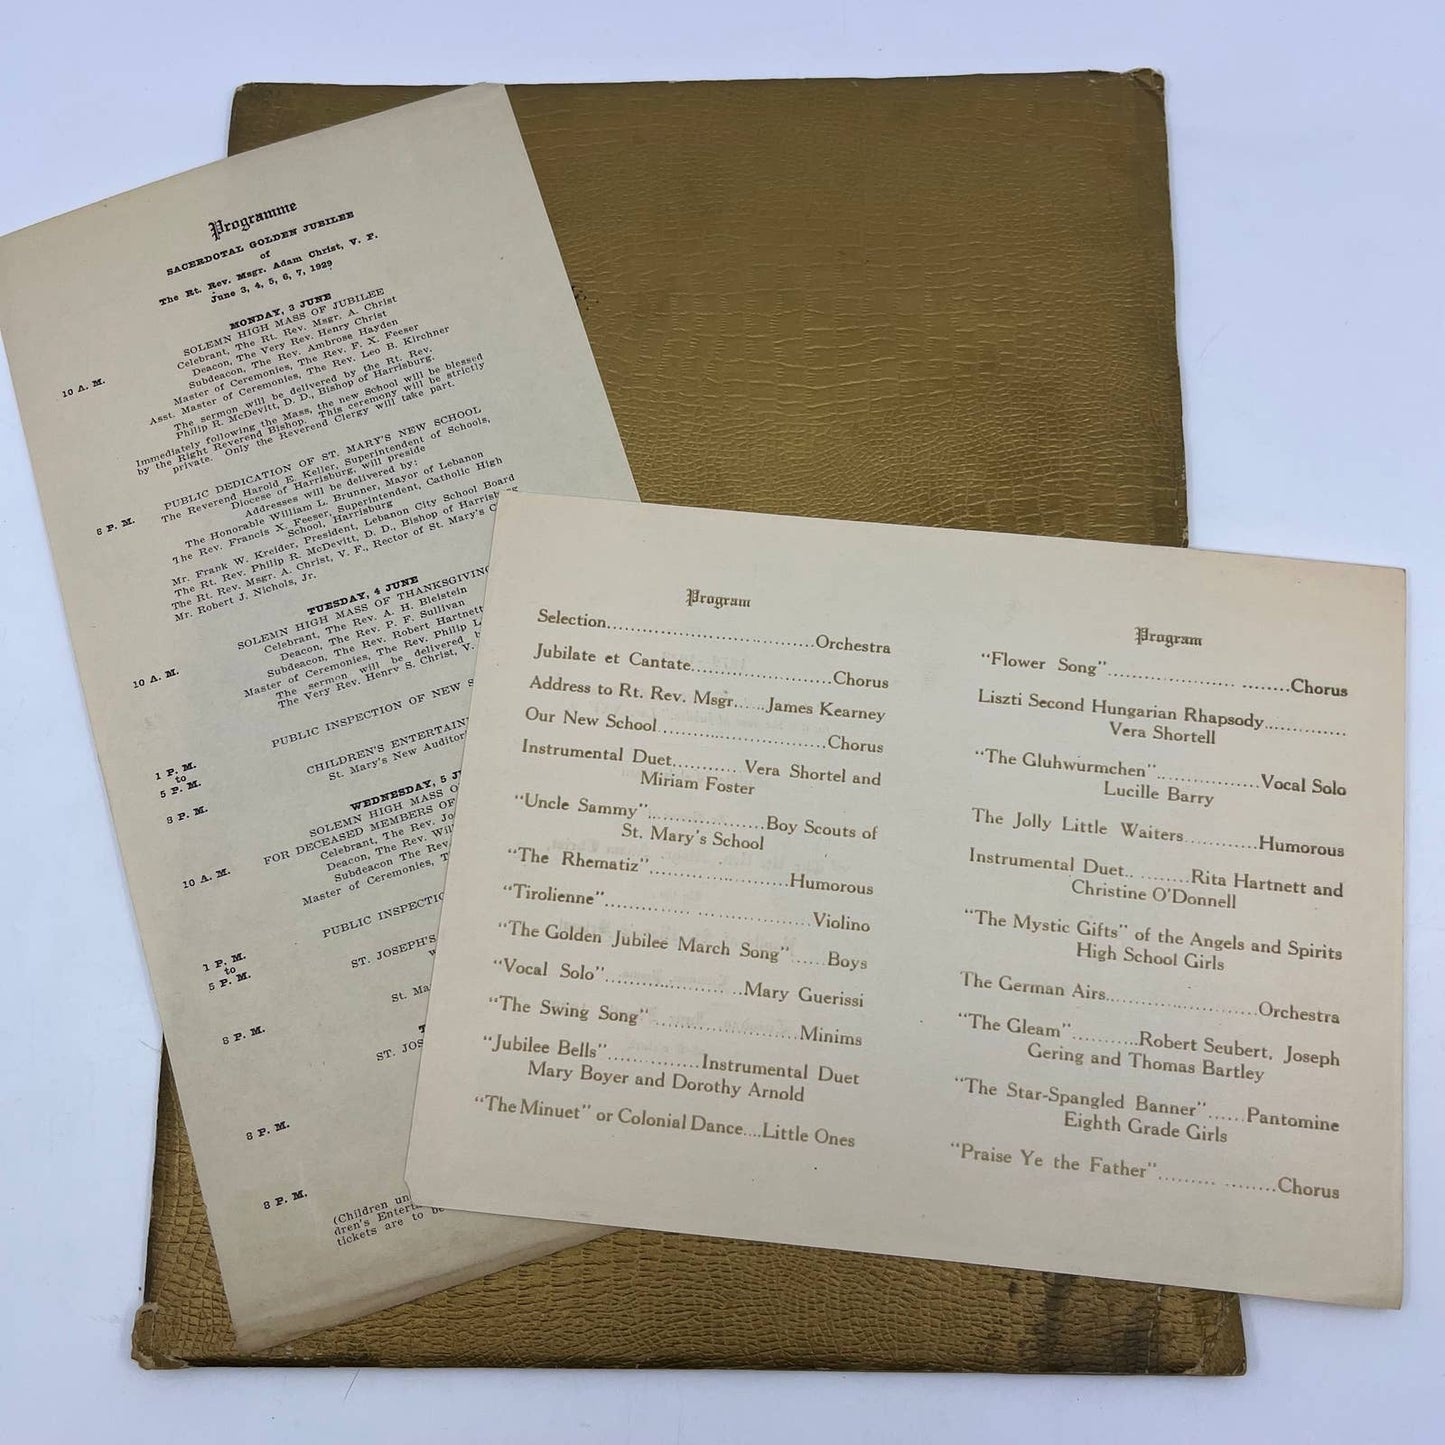 Programme
SACERDOTAL GOLDEN JUBILEE
of
The Rt. Rev. Msgr. Adam Christ, V. F.
June 3, 4, 5, 6, 7, 1929
MONDAY, 3 JUNE
10 A. M.
SOLEMN HIGH MASS OF JUBILEE
Celebrant, The Rt. Rev. Msgr. A. Christ
Deacon, The Very Rev. Henry Christ
Subdeacon, The Rev. Ambrose Hayden
Master of Ceremonies, The Rev. F. X. Feeser
Asst. Master of Ceremonies, The Rev. Leo B. Kirchner
The sermon will be delivered by the Rt. Rev.
Philip R. McDevitt, D. D., Bishop of Harrisburg.
Immediately following the Mass, the new School will be blessed
by the Right Reverend Bishop. This ceremony will be strictly
private. Only the Reverend Clergy will take part.
8 P. M.
PUBLIC DEDICATION OF ST. MARY'S NEW SCHOOL
The Reverend Harold E. Keller, Superintendent of Schools,
Diocese of Harrisburg, will preside
Addresses will be delivered by:
The Honorable William L. Brunner, Mayor of Lebanon
The Rev. Francis X. Feeser, Superintendent, Catholic High
School, Harrisburg
Mr. Frank W. Kreider, President, Lebanon City School Board
The Rt. Rev. Philip R. McDevitt, D. D., Bishop of Harrisburg
The Rt. Rev. Msgr. A. Christ, V. F., Rector of St. Mary's C
Mr. Robert J. Nichols, Jr.
TUESDAY, 4 JUNE
10 A. M.
SOLEMN HIGH MASS OF THANKSGIVING
Celebrant, The Rev. A. H. Bielstein
Deacon, The Rev. P. F. Sullivan
Subdeacon, The Rev. Robert Hartnett
Master of Ceremonies, The Rev. Philip L
The sermon will be delivered b
The Very Rev. Henry S. Christ, V.
1 P. M.
to
5 P. M.
PUBLIC INSPECTION OF NEW S
8 P. M.
CHILDREN'S ENTERTAIN
St. Mary's New Auditor
WEDNESDAY, 5 JU
10 A. M.
SOLEMN HIGH MASS O
FOR DECEASED MEMBERS OF
Celebrant, The Rev. Jo
Deacon, The Rev. Will
Subdeacon The Rev.
Master of Ceremonies, T
1 P. M.
to
5 P. M.
PUBLIC INSPECTIO
8 P. M.
ST. JOSEPH'S
St. Ma
T
8 P. M.
ST. JOS
8 P. M.
(Children un
dren's Enterta
tickets are to be
Program
Selection......Orchestra
Jubilate et Cantate......Chorus
Address to Rt. Rev. Msgr......James Kearney
Our New School......Chorus
Instrumental Duet...... Vera Shortel and
Miriam Foster
"Uncle Sammy"......Boy Scouts of
St. Mary's School
"The Rhematiz"......Humorous
"Tirolienne"......Violino
"The Golden Jubilee March Song"......Boys
"Vocal Solo"......Mary Guerissi
"The Swing Song"......Minims
"Jubilee Bells"......Instrumental Duet
Mary Boyer and Dorothy Arnold
"The Minuet" or Colonial Dance....Little Ones
Program
"Flower Song"......Chorus
Liszti Second Hungarian Rhapsody......
Vera Shortell
"The Gluhwurmchen"......Vocal Solo
Lucille Barry
The Jolly Little Waiters......Humorous
Instrumental Duet......Rita Hartnett and
Christine O'Donnell
"The Mystic Gifts" of the Angels and Spirits
High School Girls
The German Airs......Orchestra
"The Gleam"......Robert Seubert, Joseph
Gering and Thomas Bartley
"The Star-Spangled Banner"......Pantomine
Eighth Grade Girls
"Praise Ye the Father"......Chorus